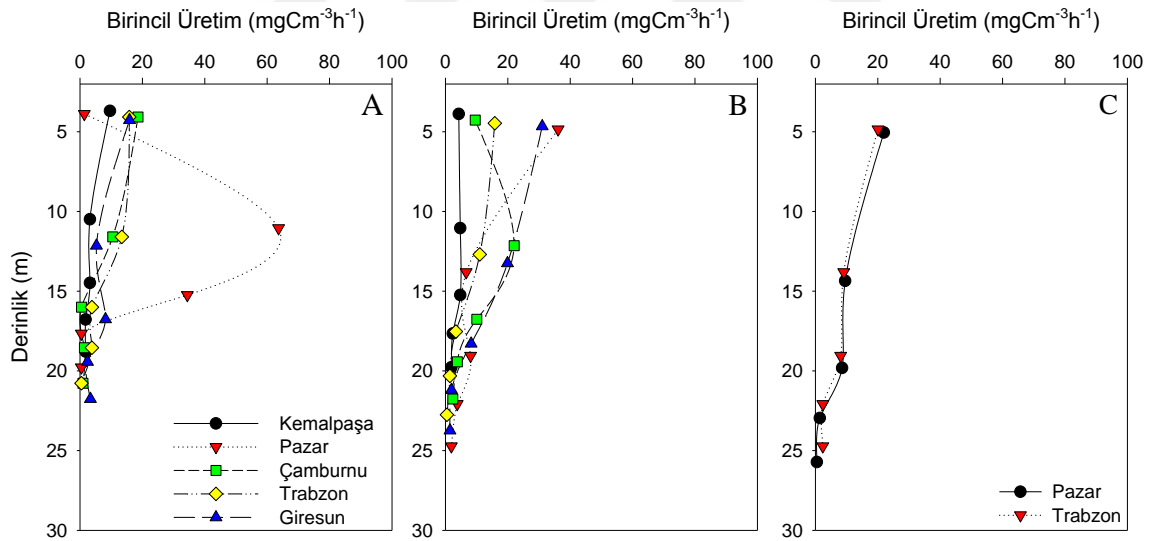 Birincil Üretim (mgCm⁻³h⁻¹)
0 20 40 60 80 100
A
Derinlik (m)
5
10
15
20
25
30
Kemalpaşa
Pazar
Çamburnu
Trabzon
Giresun
Birincil Üretim (mgCm⁻³h⁻¹)
0 20 40 60 80 100
B
Birincil Üretim (mgCm⁻³h⁻¹)
0 20 40 60 80 100
C
Pazar
Trabzon